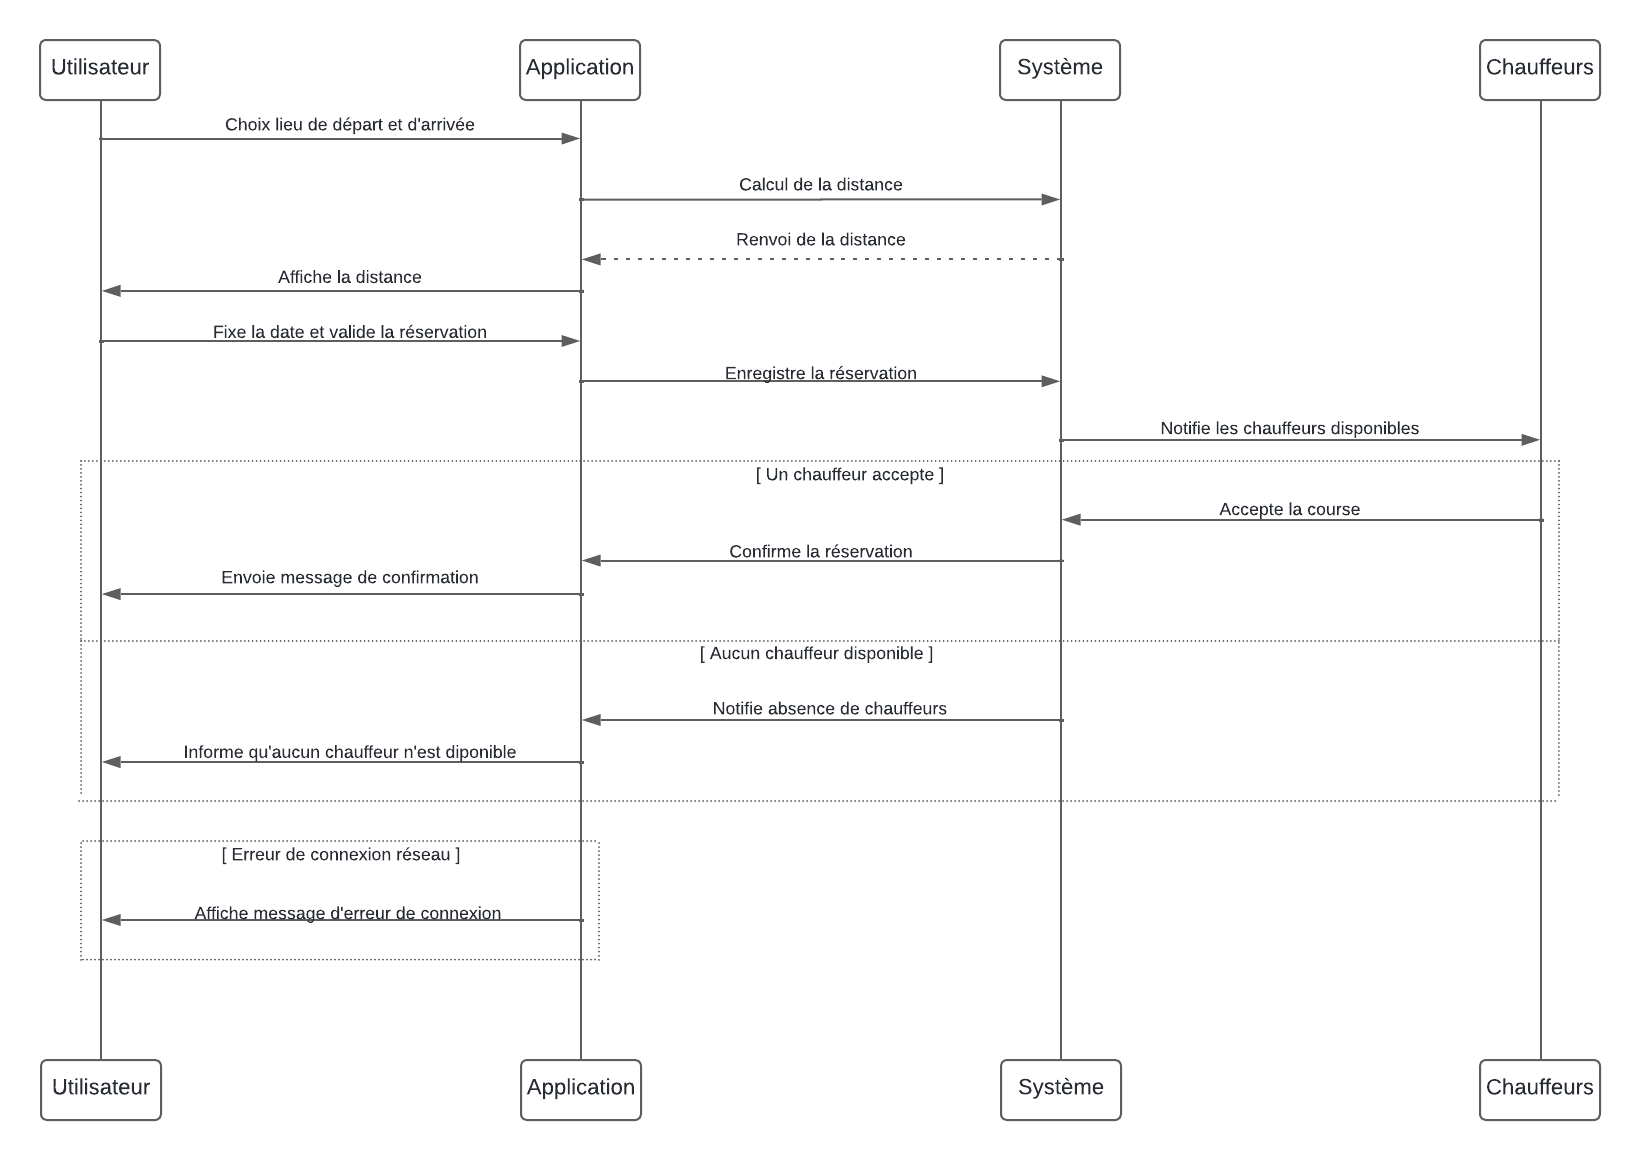 Utilisateur
Application
Système
Chauffeurs
Choix lieu de départ et d'arrivée
Calcul de la distance
Renvoi de la distance
Affiche la distance
Fixe la date et valide la réservation
Enregistre la réservation
Notifie les chauffeurs disponibles
[ Un chauffeur accepte ]
Accepte la course
Confirme la réservation
Envoie message de confirmation
[ Aucun chauffeur disponible ]
Notifie absence de chauffeurs
Informe qu'aucun chauffeur n'est diponible
[ Erreur de connexion réseau ]
Affiche message d'erreur de connexion
Utilisateur
Application
Système
Chauffeurs